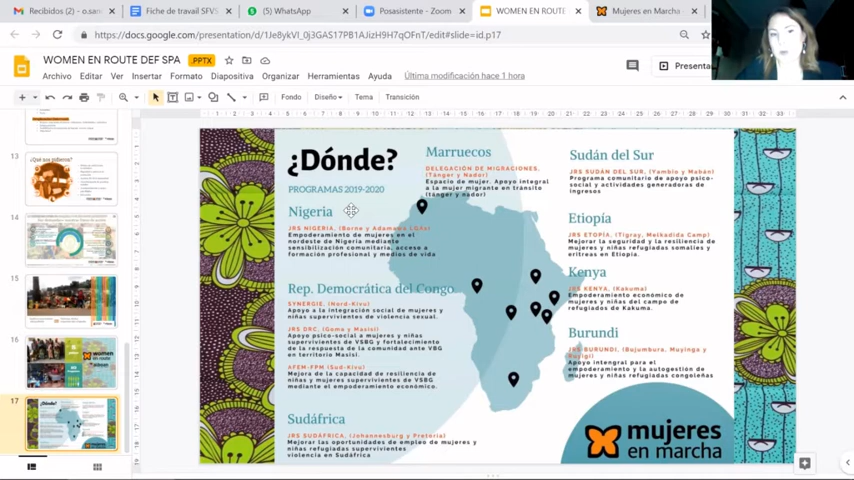 Recibidos (2) - o.sam
Fiche de travail SFVS
(5) WhatsApp
Posasistente - Zoom
WOMEN EN ROUTE
Mujeres en Marcha
https://docs.google.com/presentation/d/1Je8ykVI_0j3GAS17PB1AJizH9H7qOFnT/edit#slide=id.p17
WOMEN EN ROUTE DEF SPA
.PPTX
Archivo Editar Ver Insertar Formato Diapositiva Organizar Herramientas Ayuda
Última modificación hace 1 hora
Presenta
Fondo Diseño Tema Transición
13
14
15
16
17
¿Dónde?
PROGRAMAS 2019-2020
Nigeria
JRS NIGERIA, (Borno y Adamawa
Empoderamiento de mujeres en el
nordeste de Nigeria mediante
sensibilización comunitaria, acceso a
formación profesional y medios de vida
Rep. Democrática del Congo
SYNERGIE, (Nord-Kivu)
Apoyo a la integración social de mujeres y
niñas supervivientes de violencia sexual.
JRS DRC, (Goma y Masisi)
Apoyo psico-social a mujeres y niñas
supervivientes de VSBG y fortalecimiento
de la respuesta de la comunidad ante VBG
en territorio Masisi.
AFEM-FPM (Sud-Kivu)
Mejora de la capacidad de resiliencia de
niñas y mujeres supervivientes de VSBG
mediante el empoderamiento económico.
Sudáfrica
JRS SUDÁFRICA, (Johannesburg y Pretoria)
Mejorar las oportunidades de empleo de mujeres y
niñas refugiadas supervivientes
violencia en Sudáfrica
Marruecos
DELEGACIÓN DE MIGRACIONES,
(Tánger y Nador)
Espacio de mujer. Apoyo integral
a la mujer migrante en tránsito
(tánger y nador)
Sudán del Sur
JRS SUDÁN DEL SUR, (Yambio y Mabán)
Programa comunitario de apoyo psico-
social y actividades generadoras de
ingresos
Etiopía
JRS ETOPÍA, (Tigray, Melkadida Camp)
Mejorar la seguridad y la resiliencia de
mujeres y niñas refugiadas somalíes y
eritreas en Etiopía.
Kenya
JRS KENYA, (Kakuma)
Empoderamiento económico de
mujeres y niñas del campo de
refugiados de Kakuma.
Burundi
JRS BURUNDI, (Bujumbura, Muyinga y
Apoyo integral para el
empoderamiento y la autogestión de
mujeres y niñas refugiadas congoleñas
mujeres
en marcha